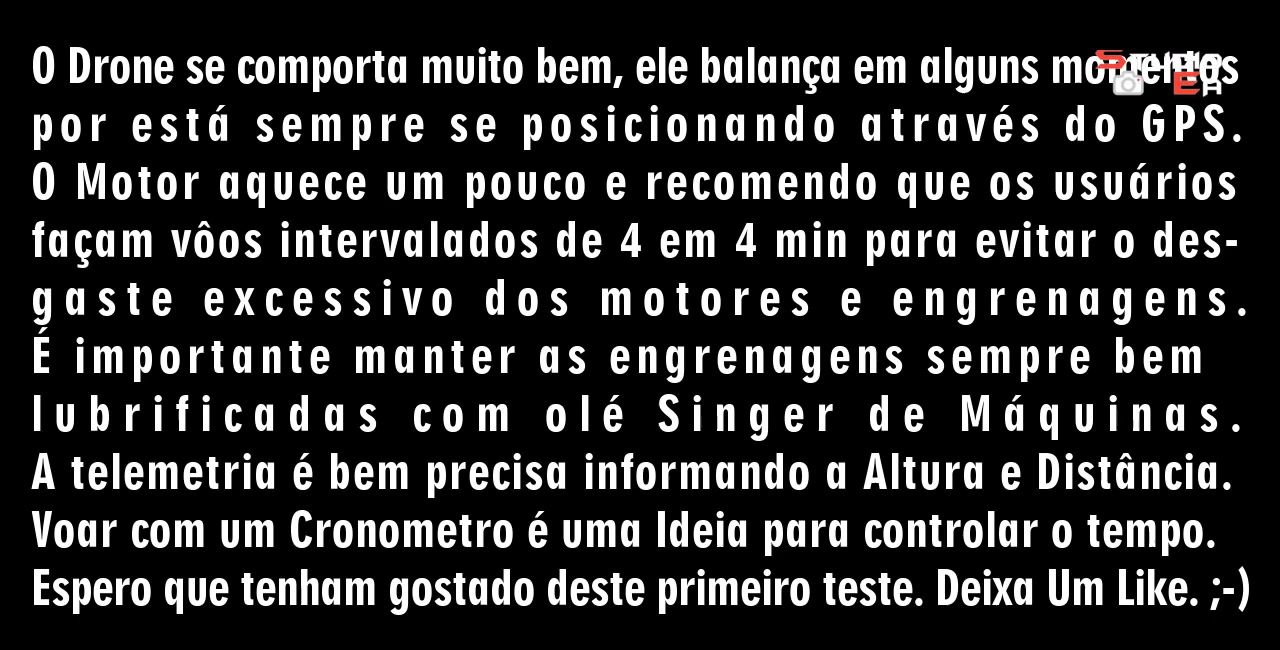 O Drone se comporta muito bem, ele balança em alguns momentos
por está sempre se posicionando através do GPS.
O Motor aquece um pouco e recomendo que os usuários
façam vôos intervalados de 4 em 4 min para evitar o des-
gaste excessivo dos motores e engrenagens.
É importante manter as engrenagens sempre bem
lubrificadas com olé Singer de Máquinas.
A telemetria é bem precisa informando a Altura e Distância.
Voar com um Cronometro é uma Ideia para controlar o tempo.
Espero que tenham gostado deste primeiro teste. Deixa Um Like. ;-)